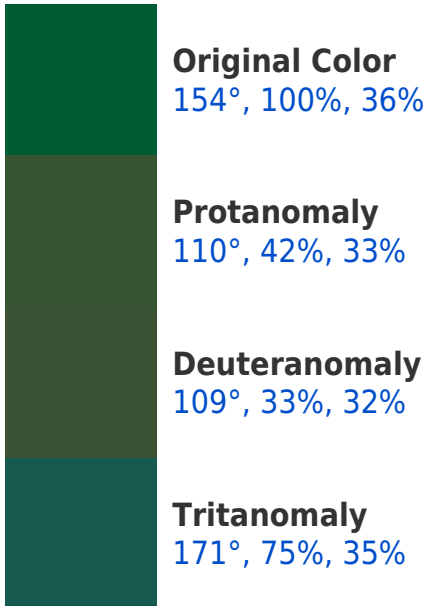 Original Color
154°, 100%, 36%
Protanomaly
110°, 42%, 33%
Deuteranomaly
109°, 33%, 32%
Tritanomaly
171°, 75%, 35%